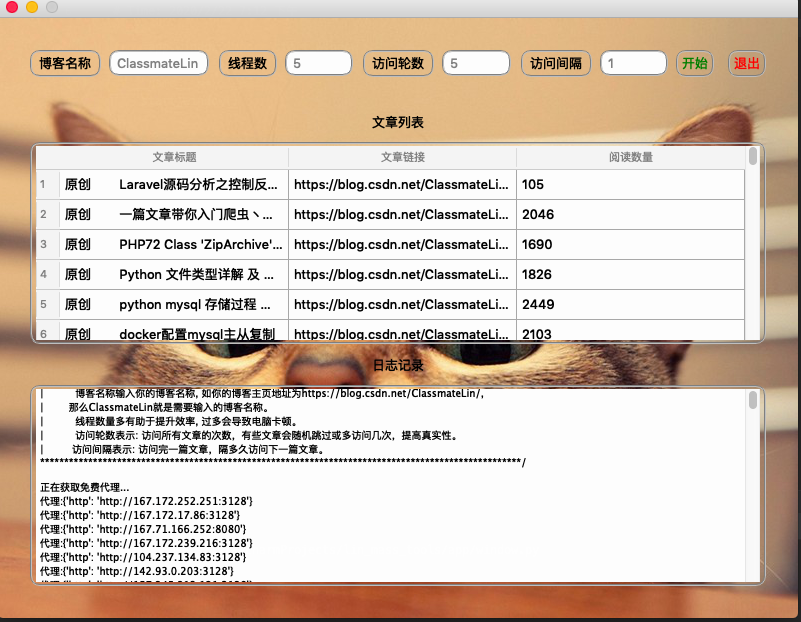 博客名称 ClassmateLin 线程数 5 访问轮数 5 访问间隔 1 开始 退出
文章列表
文章标题 文章链接 阅读数量
1 原创 Laravel源码分析之控制反... https://blog.csdn.net/ClassmateLi... 105
2 原创 一篇文章带你入门爬虫丶... https://blog.csdn.net/ClassmateLi... 2046
3 原创 PHP72 Class 'ZipArchive'... https://blog.csdn.net/ClassmateLi... 1690
4 原创 Python 文件类型详解 及 ... https://blog.csdn.net/ClassmateLi... 1826
5 原创 python mysql 存储过程 ... https://blog.csdn.net/ClassmateLi... 2449
6 原创 docker配置mysql主从复制 https://blog.csdn.net/ClassmateLi... 2103
日志记录
| 博客名称输入你的博客名称, 如你的博客主页地址为https://blog.csdn.net/ClassmateLin/,
| 那么ClassmateLin就是需要输入的博客名称。
| 线程数量多有助于提升效率, 过多会导致电脑卡顿。
| 访问轮数表示: 访问所有文章的次数，有些文章会随机跳过或多访问几次，提高真实性。
| 访问间隔表示: 访问完一篇文章，隔多久访问下一篇文章。
****************************************************************************************************/
正在获取免费代理...
代理:{'http': 'http://167.172.252.251:3128'}
代理:{'http': 'http://167.172.17.86:3128'}
代理:{'http': 'http://167.71.166.252:8080'}
代理:{'http': 'http://167.172.239.216:3128'}
代理:{'http': 'http://104.237.134.83:3128'}
代理:{'http': 'http://142.93.0.203:3128'}